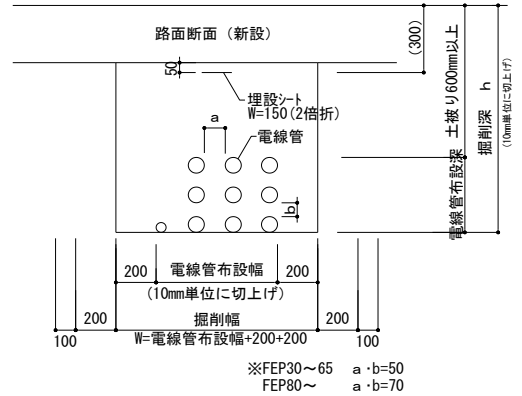 路面断面 (新設)
(300)
50
埋設シート
W=150(2倍折)
a
電線管
b
電線管布設深 土被り600mm以上
掘削深 h
(10mm単位に切上げ)
200 電線管布設幅 200
(10mm単位に切上げ)
200 掘削幅 200
100 W=電線管布設幅+200+200 100
※FEP30～65 a・b=50
FEP80～ a・b=70